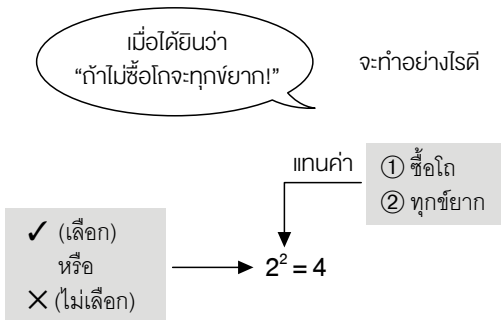 เมื่อได้ยินว่า
“ถ้าไม่ซื้อโถจะทุกข์ยาก!”
จะทำอย่างไรดี
แทนค่า
① ซื้อโถ
② ทุกข์ยาก
✓ (เลือก)
หรือ
✕ (ไม่เลือก)
2² = 4